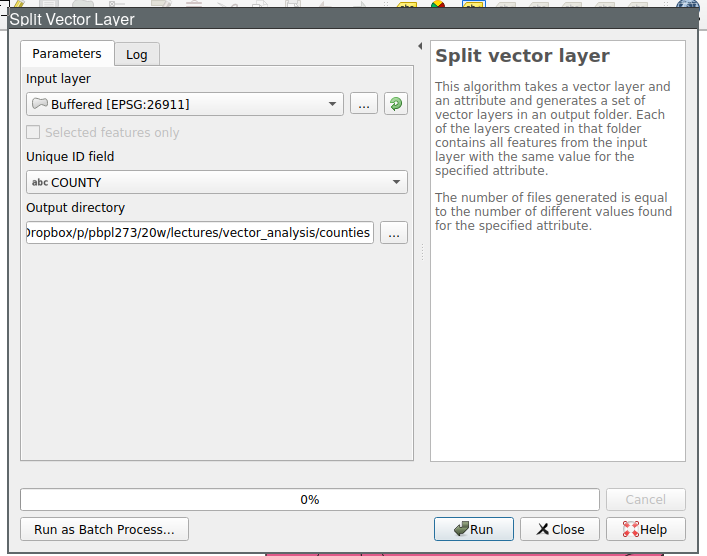 Split Vector Layer
Parameters
Log
Input layer
Buffered [EPSG:26911]
...
Selected features only
Unique ID field
abc COUNTY
Output directory
Dropbox/p/pbpl273/20w/lectures/vector_analysis/counties
...
Split vector layer
This algorithm takes a vector layer and
an attribute and generates a set of
vector layers in an output folder. Each
of the layers created in that folder
contains all features from the input
layer with the same value for the
specified attribute.
The number of files generated is equal
to the number of different values found
for the specified attribute.
0%
Cancel
Run as Batch Process...
Run
Close
Help